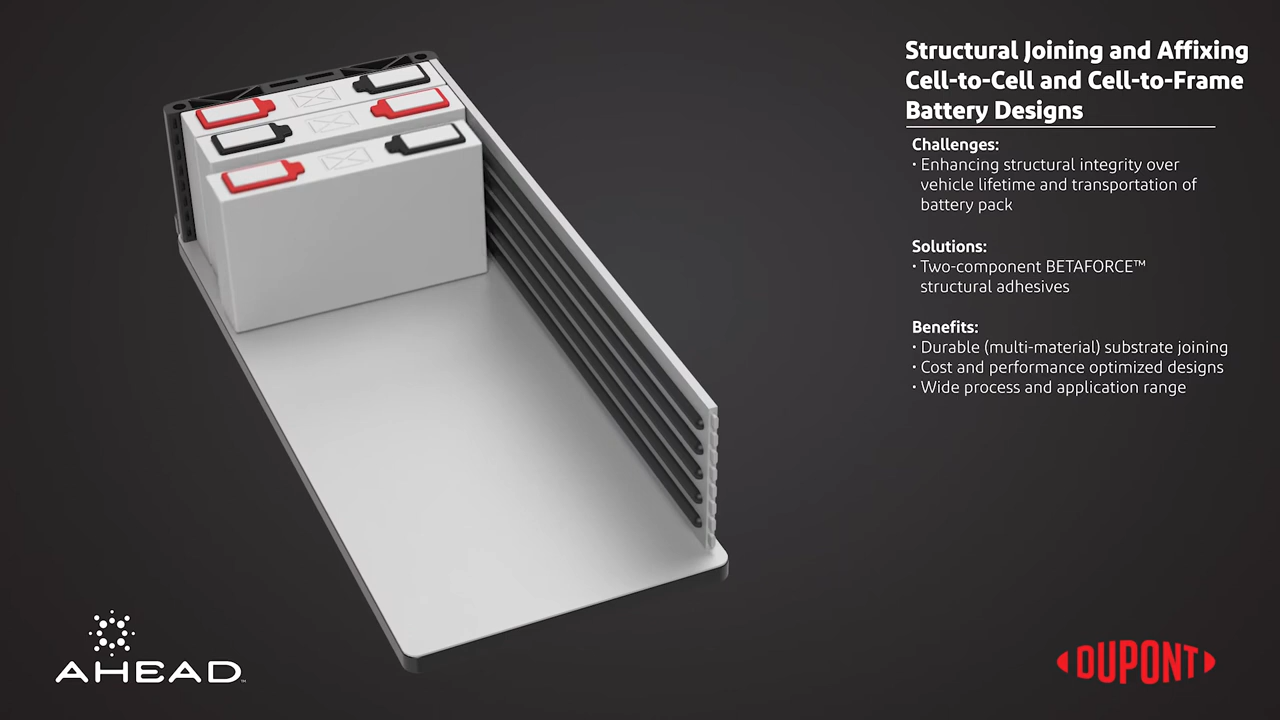 Structural Joining and Affixing
Cell-to-Cell and Cell-to-Frame
Battery Designs
Challenges:
• Enhancing structural integrity over
vehicle lifetime and transportation of
battery pack
Solutions:
• Two-component BETAFORCE™
structural adhesives
Benefits:
• Durable (multi-material) substrate joining
• Cost and performance optimized designs
• Wide process and application range
AHEAD™
DUPONT